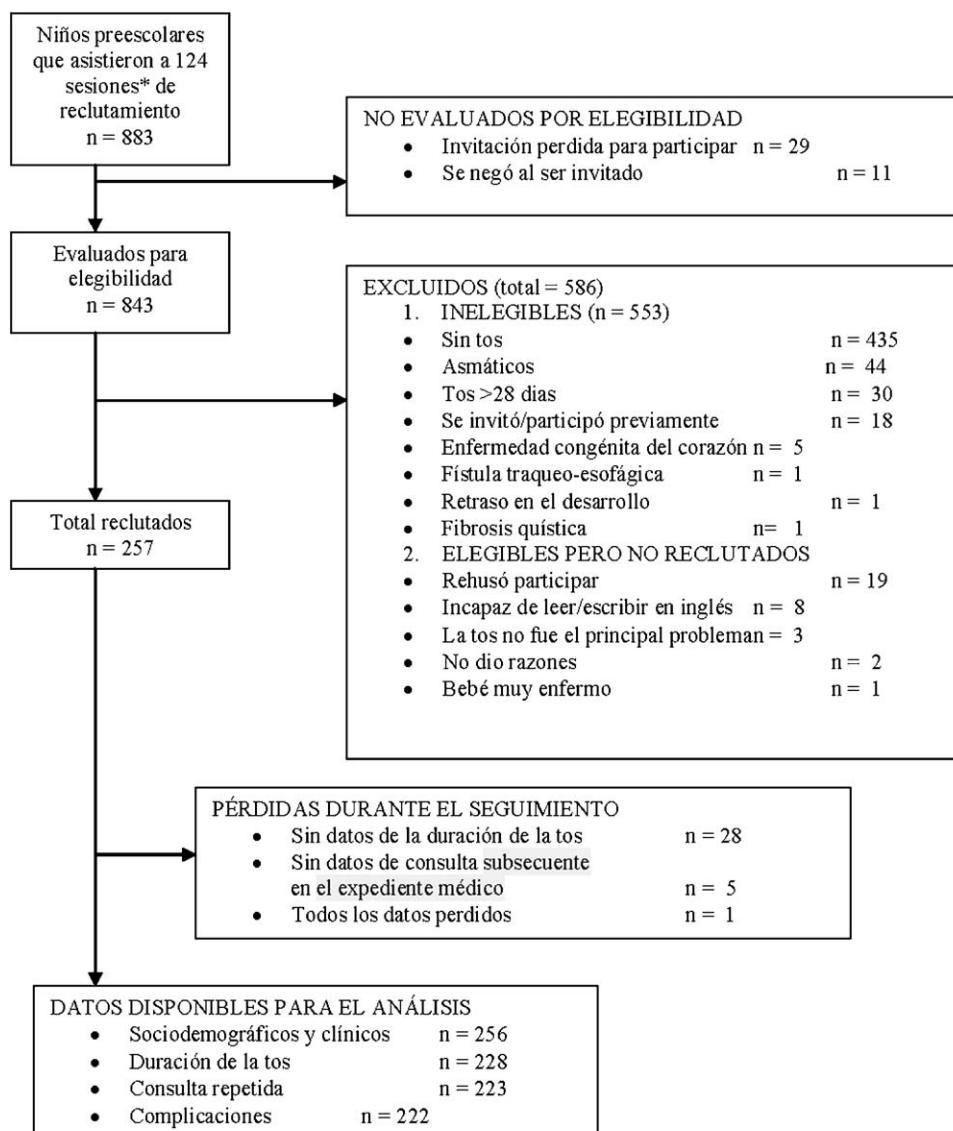 Niños preescolares
que asistieron a 124
sesiones* de
reclutamiento
n = 883
NO EVALUADOS POR ELEGIBILIDAD
• Invitación perdida para participar n = 29
• Se negó al ser invitado n = 11
Evaluados para
elegibilidad
n = 843
EXCLUIDOS (total = 586)
1. INELEGIBLES (n = 553)
• Sin tos n = 435
• Asmáticos n = 44
• Tos >28 dias n = 30
• Se invitó/participó previamente n = 18
• Enfermedad congénita del corazón n = 5
• Fístula traqueo-esofágica n = 1
• Retraso en el desarrollo n = 1
• Fibrosis quística n= 1
2. ELEGIBLES PERO NO RECLUTADOS
• Rehusó participar n = 19
• Incapaz de leer/escribir en inglés n = 8
• La tos no fue el principal probleman = 3
• No dio razones n = 2
• Bebé muy enfermo n = 1
Total reclutados
n = 257
PÉRDIDAS DURANTE EL SEGUIMIENTO
• Sin datos de la duración de la tos n = 28
• Sin datos de consulta subsecuente
en el expediente médico n = 5
• Todos los datos perdidos n = 1
DATOS DISPONIBLES PARA EL ANÁLISIS
• Sociodemográficos y clínicos n = 256
• Duración de la tos n = 228
• Consulta repetida n = 223
• Complicaciones n = 222